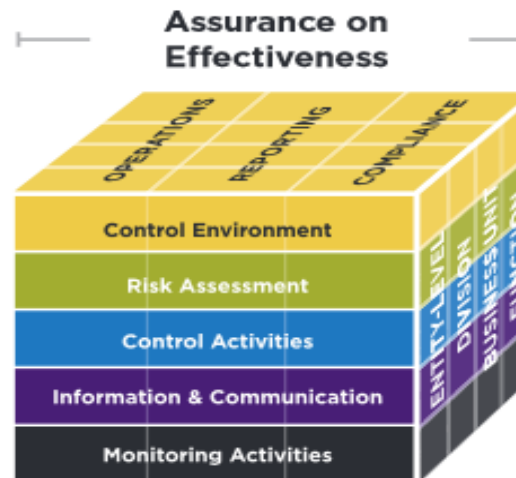 Assurance on
Effectiveness
OPERATIONS
REPORTING
COMPLIANCE
Control Environment
Risk Assessment
Control Activities
Information & Communication
Monitoring Activities
ENTITY-LEVEL
DIVISION
BUSINESS UNIT
FUNCTION